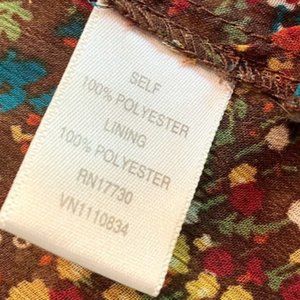 SELF
100% POLYESTER
LINING
100% POLYESTER
RN17730
VN1110834